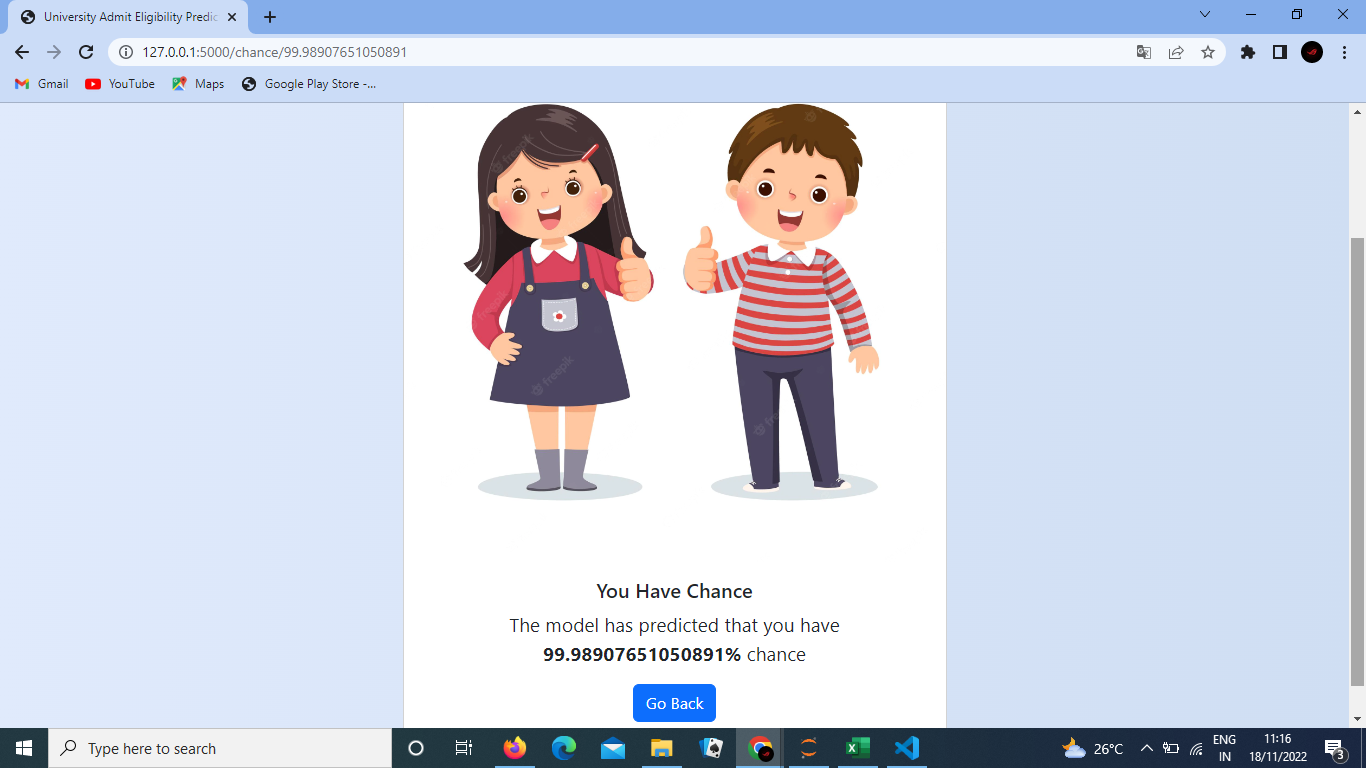 University Admit Eligibility Predic
127.0.0.1:5000/chance/99.98907651050891
Gmail YouTube Maps Google Play Store -...
freepik
freepik
You Have Chance
The model has predicted that you have
99.98907651050891% chance
Go Back
Type here to search
26°C
ENG
IN
11:16
18/11/2022
3